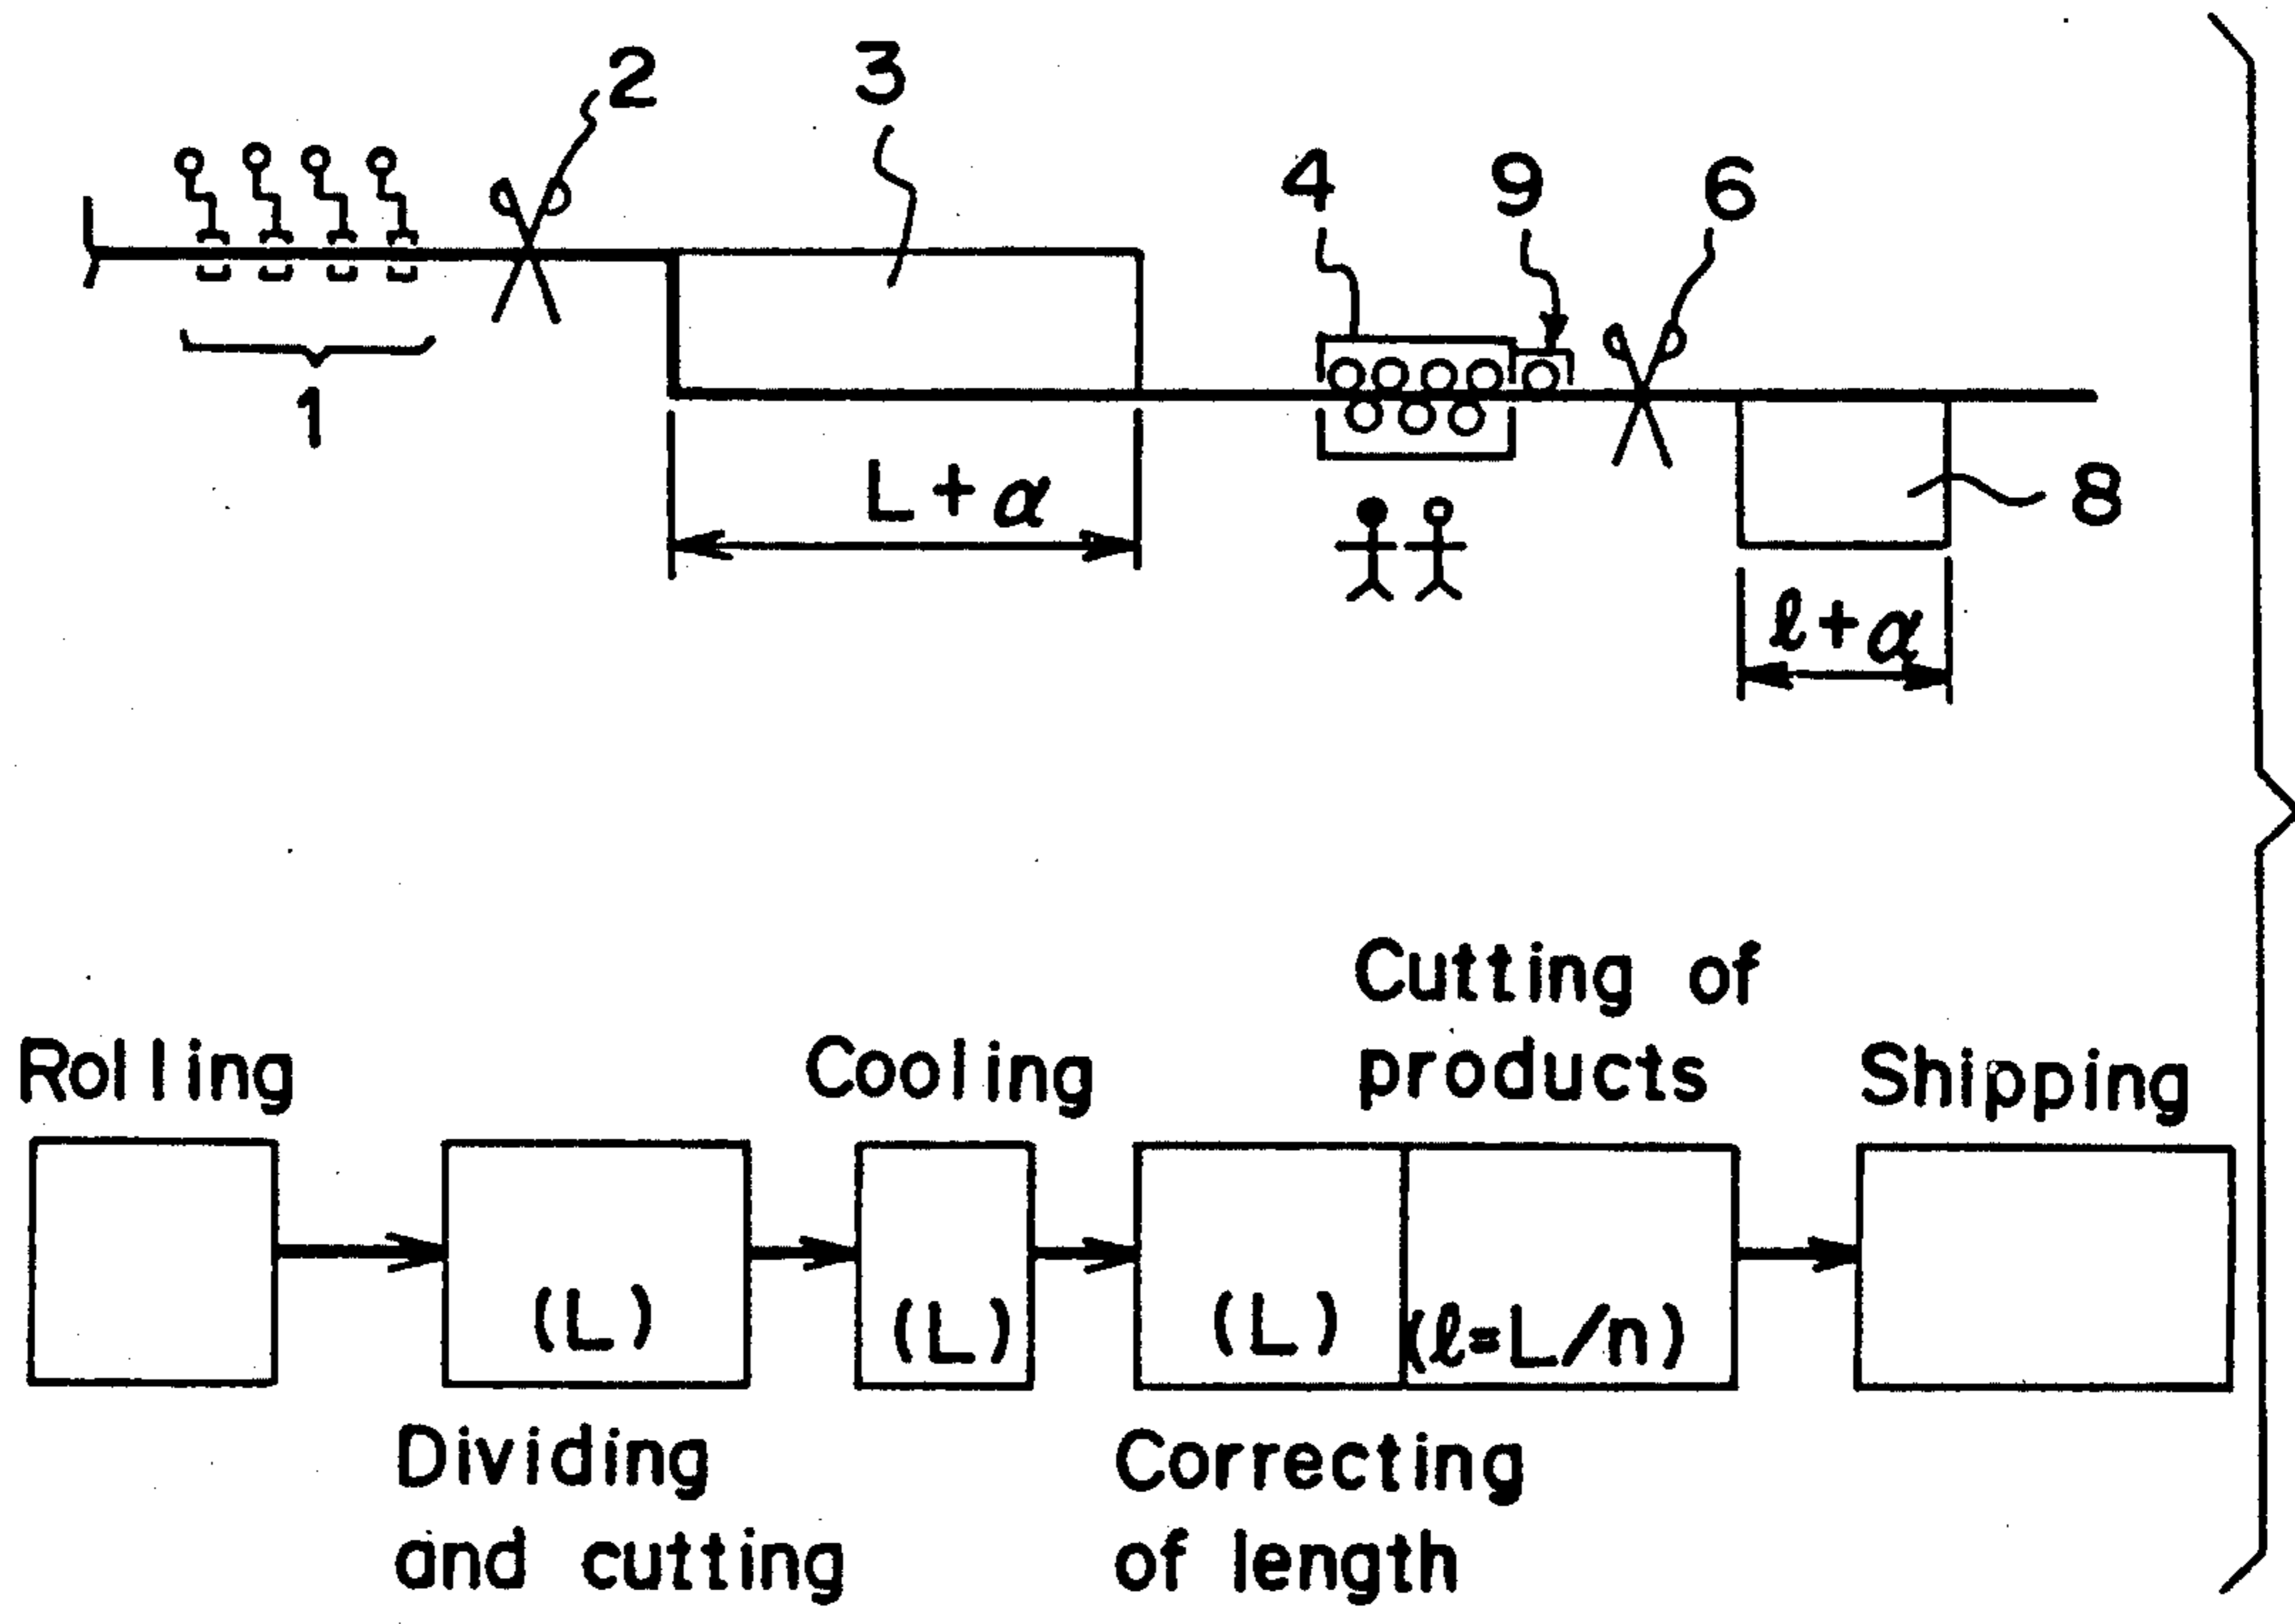 2
3
4
9
6
1
L+α
8
ℓ+α
Cutting of
products
Rolling
Cooling
Shipping
(L)
(L)
(L)
(ℓ=L/n)
Dividing
and cutting
Correcting
of length